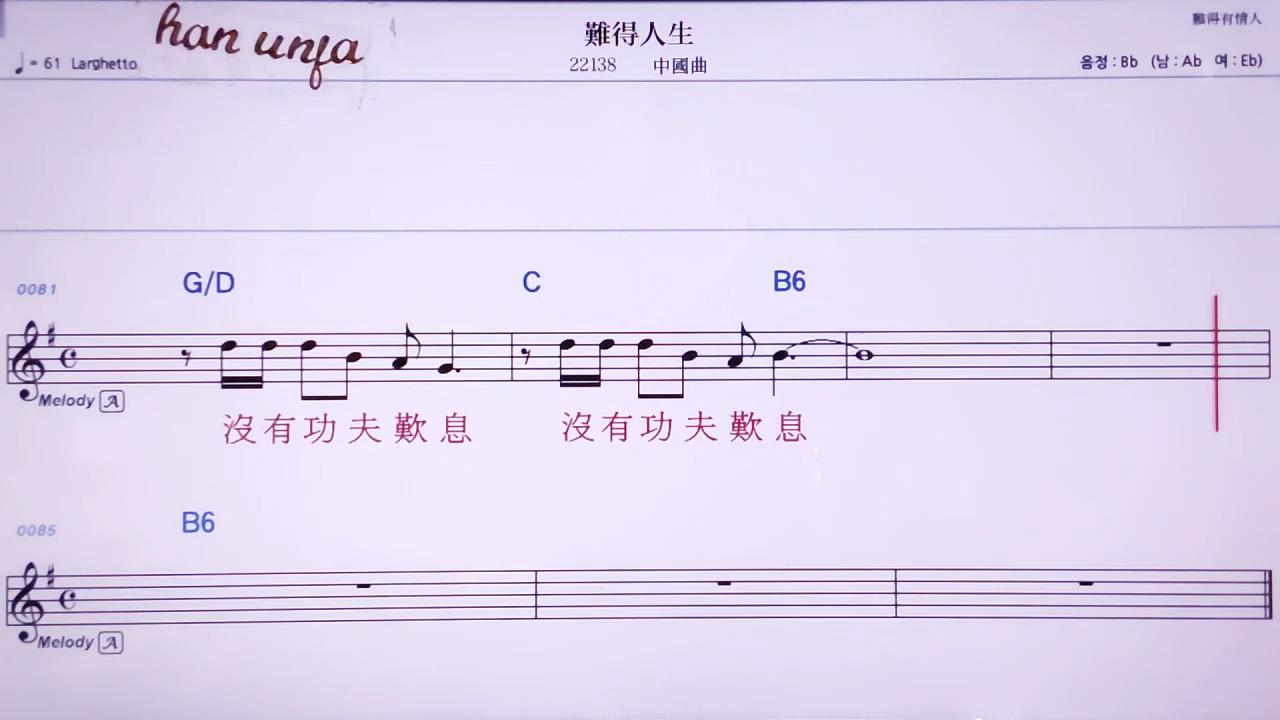 han unfa
難得人生
難得有情人
♩= 61 Larghetto
22138 中國曲
음정 : Bb (남 : Ab 여 : Eb)
0081 G/D C B6
Melody A
沒有功夫歎息 沒有功夫歎息
0085 B6
Melody A